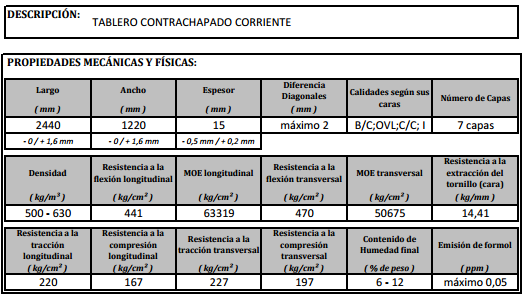 DESCRIPCIÓN:
TABLERO CONTRACHAPADO CORRIENTE
PROPIEDADES MECÁNICAS Y FÍSICAS:
Largo
( mm )
Ancho
( mm )
Espesor
( mm )
Diferencia
Diagonales
( mm )
Calidades según sus
caras
Número de Capas
2440
1220
15
máximo 2
B/C;OVL;C/C; I
7 capas
- 0 / + 1,6 mm
- 0 / + 1,6 mm
- 0,5 mm / + 0,2 mm
Densidad
( kg/m³ )
Resistencia a la
flexión longitudinal
( kg/cm² )
MOE longitudinal
( kg/cm² )
Resistencia a la
flexión transversal
( kg/cm² )
MOE transversal
( kg/cm² )
Resistencia a la
extracción del
tornillo (cara)
( kg/mm )
500 - 630
441
63319
470
50675
14,41
Resistencia a la
tracción
longitudinal
( kg/cm² )
Resistencia a la
compresión
longitudinal
( kg/cm² )
Resistencia a la
tracción transversal
( kg/cm² )
Resistencia a la
compresión
transversal
( kg/cm² )
Contenido de
Humedad final
( % de peso )
Emisión de formol
( ppm )
220
167
227
197
6 - 12
máximo 0,05